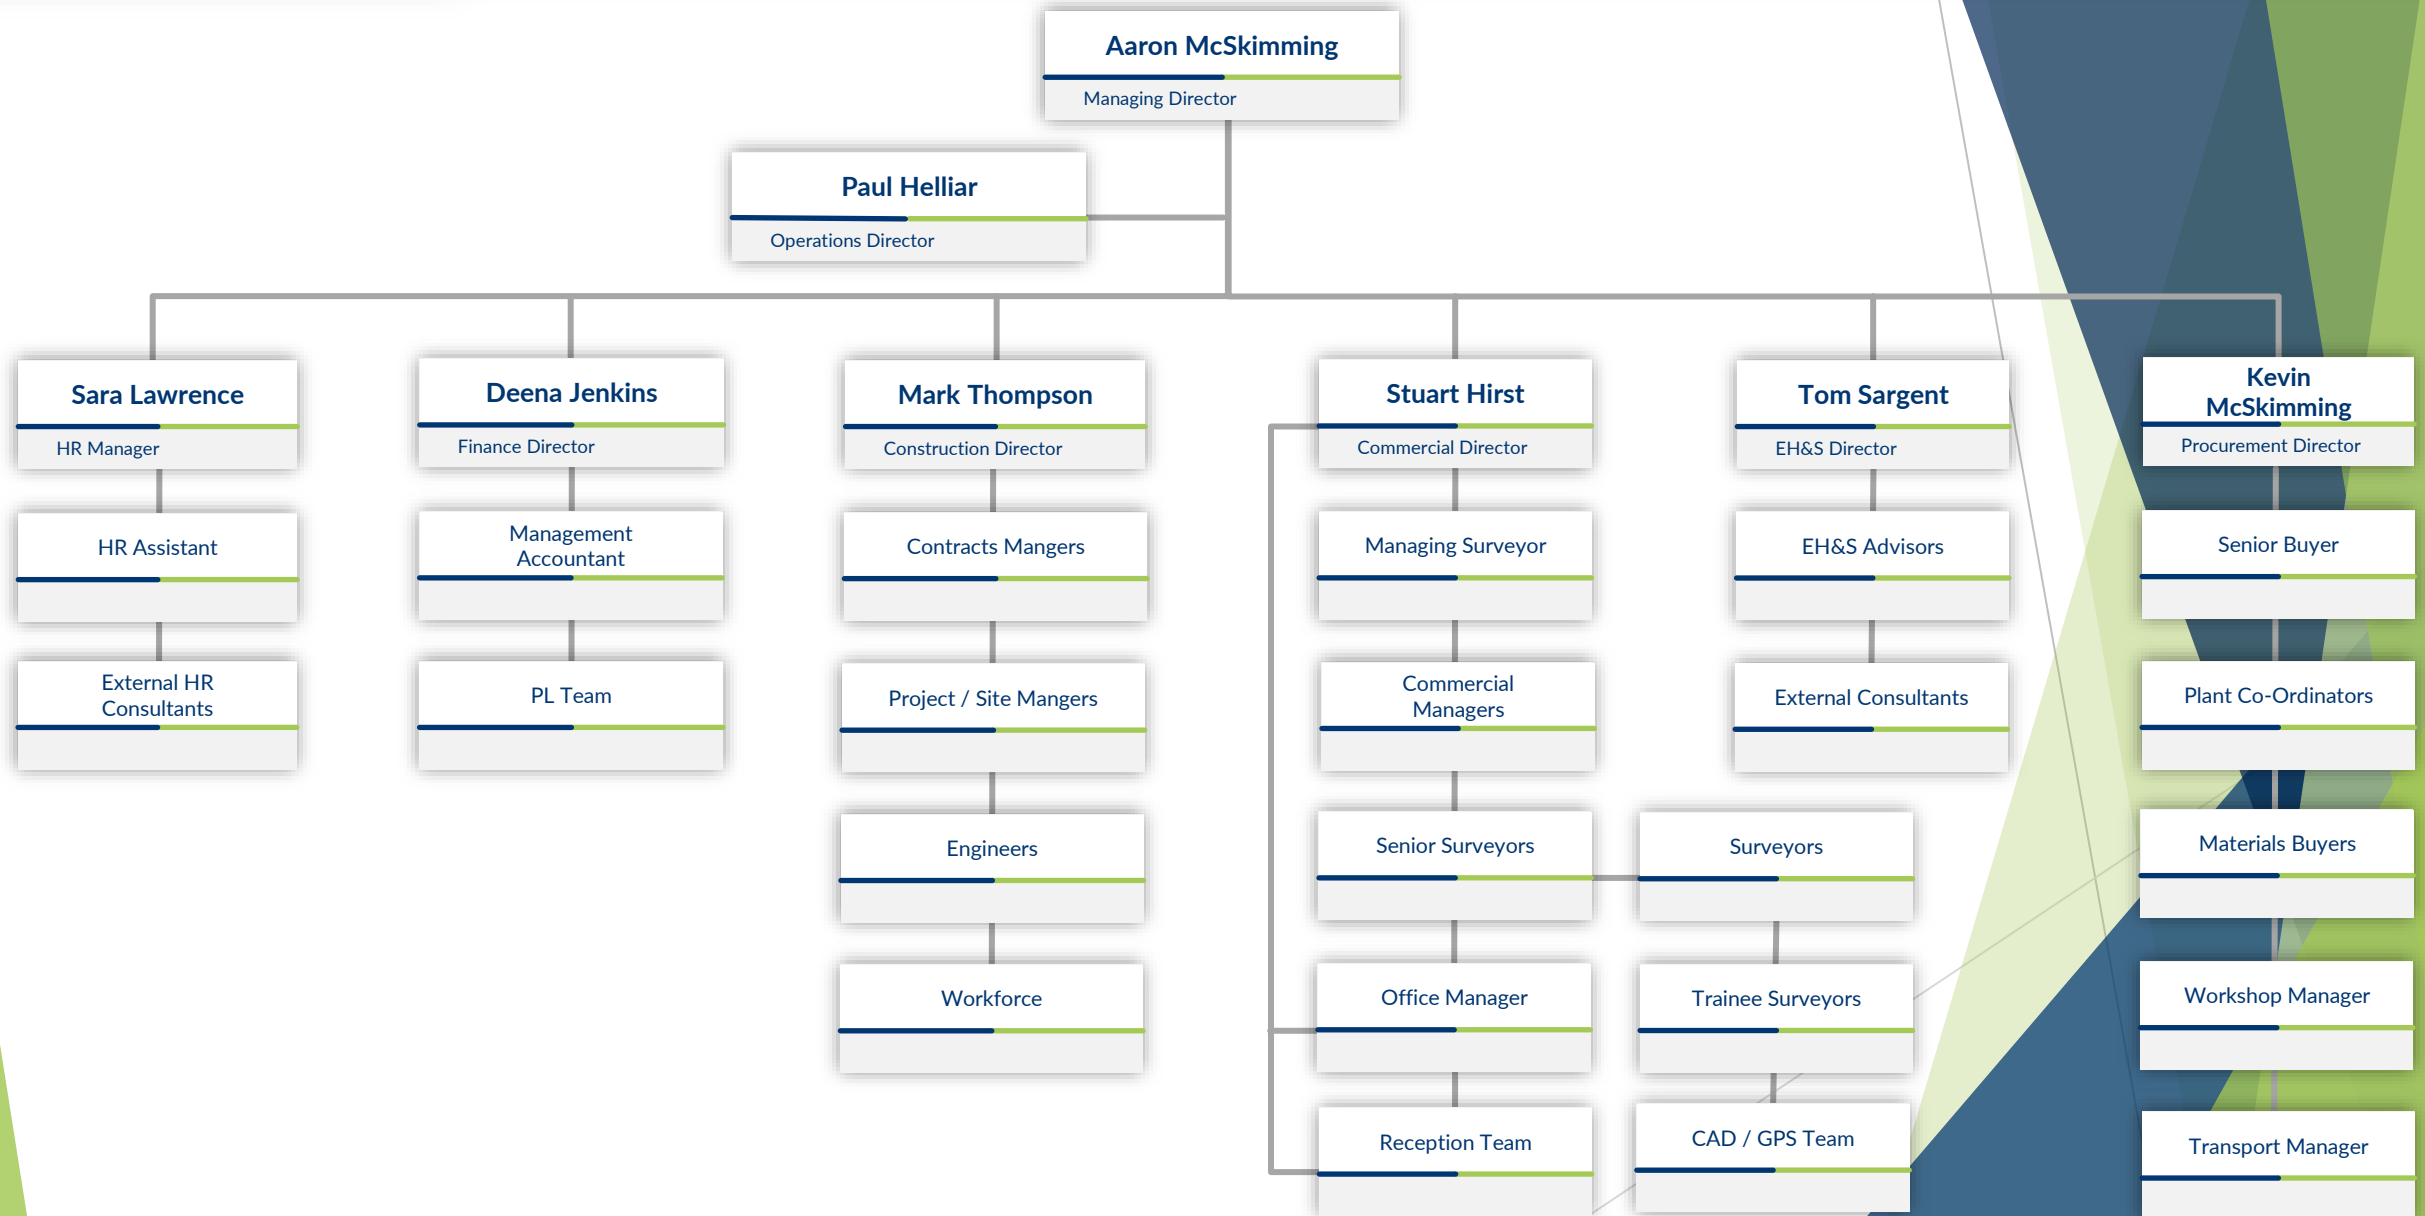 Aaron McSkimming
Managing Director
Paul Helliar
Operations Director
Sara Lawrence
HR Manager
Deena Jenkins
Finance Director
Mark Thompson
Construction Director
Stuart Hirst
Commercial Director
Tom Sargent
EH&S Director
Kevin
McSkimming
Procurement Director
HR Assistant
Management
Accountant
Contracts Mangers
Managing Surveyor
EH&S Advisors
Senior Buyer
External HR
Consultants
PL Team
Project / Site Mangers
Commercial
Managers
External Consultants
Plant Co-Ordinators
Engineers
Senior Surveyors
Surveyors
Materials Buyers
Workforce
Office Manager
Trainee Surveyors
Workshop Manager
Reception Team
CAD / GPS Team
Transport Manager